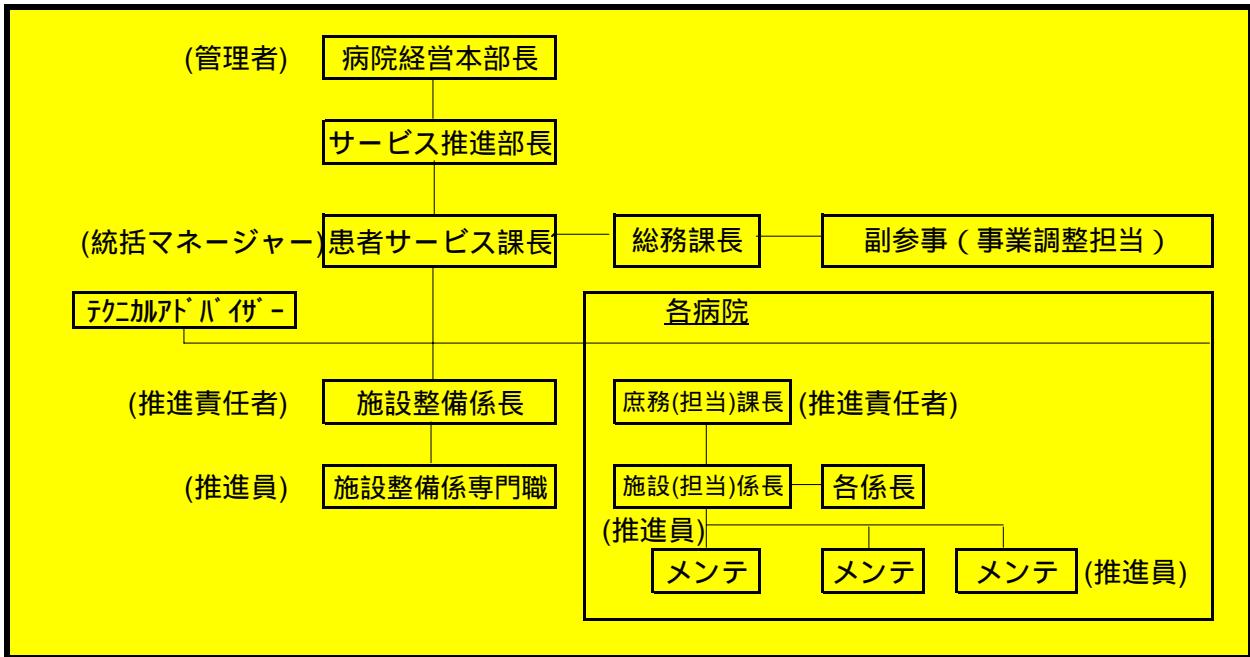 (管理者) 病院経営本部長
サービス推進部長
(統括マネージャー) 患者サービス課長 総務課長 副参事(事業調整担当)
ﾃｸﾆｶﾙｱﾄﾞﾊﾞｲｻﾞｰ 各病院
(推進責任者) 施設整備係長 庶務(担当)課長 (推進責任者)
(推進員) 施設整備係専門職 施設(担当)係長 各係長
(推進員)
メンテ メンテ メンテ (推進員)